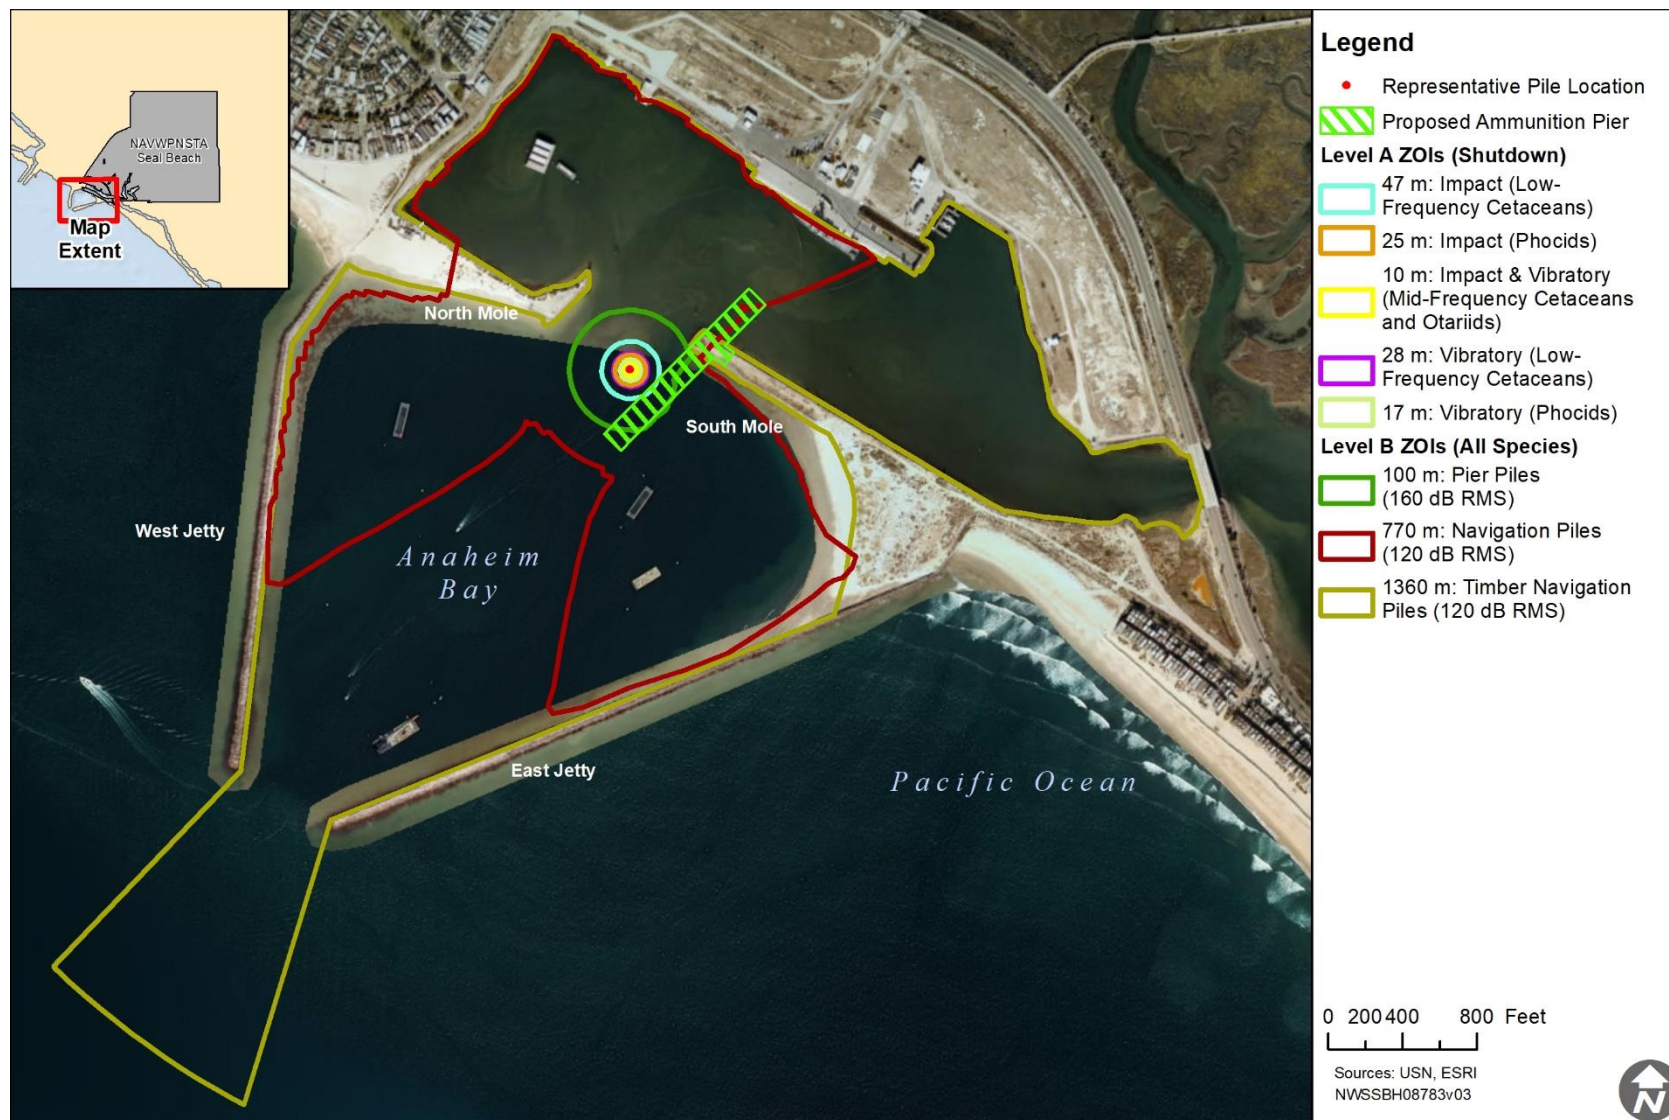 NAVWPNSTA
Seal Beach
Map
Extent
North Mole
South Mole
West Jetty
Anaheim
Bay
East Jetty
Pacific Ocean
Legend
Representative Pile Location
Proposed Ammunition Pier
Level A ZOIs (Shutdown)
47 m: Impact (Low-
Frequency Cetaceans)
25 m: Impact (Phocids)
10 m: Impact & Vibratory
(Mid-Frequency Cetaceans
and Otariids)
28 m: Vibratory (Low-
Frequency Cetaceans)
17 m: Vibratory (Phocids)
Level B ZOIs (All Species)
100 m: Pier Piles
(160 dB RMS)
770 m: Navigation Piles
(120 dB RMS)
1360 m: Timber Navigation
Piles (120 dB RMS)
0 200 400 800 Feet
Sources: USN, ESRI
NWSSBH08783v03
N